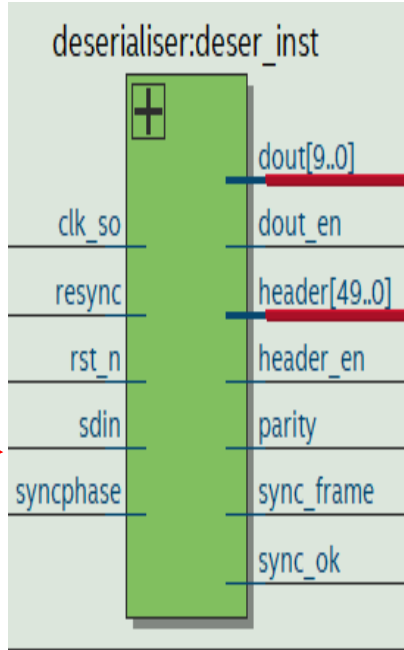 deserialiser:deser_inst
dout[9..0]
clk_so dout_en
resync header[49..0]
rst_n header_en
sdin parity
syncphase sync_frame
sync_ok